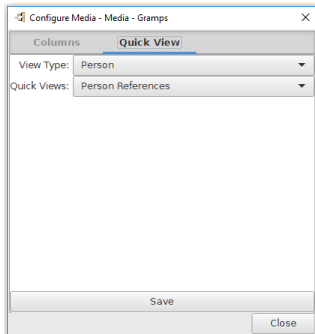 Configure Media - Media - Gramps
Columns Quick View
View Type: Person
Quick Views: Person References
Save
Close